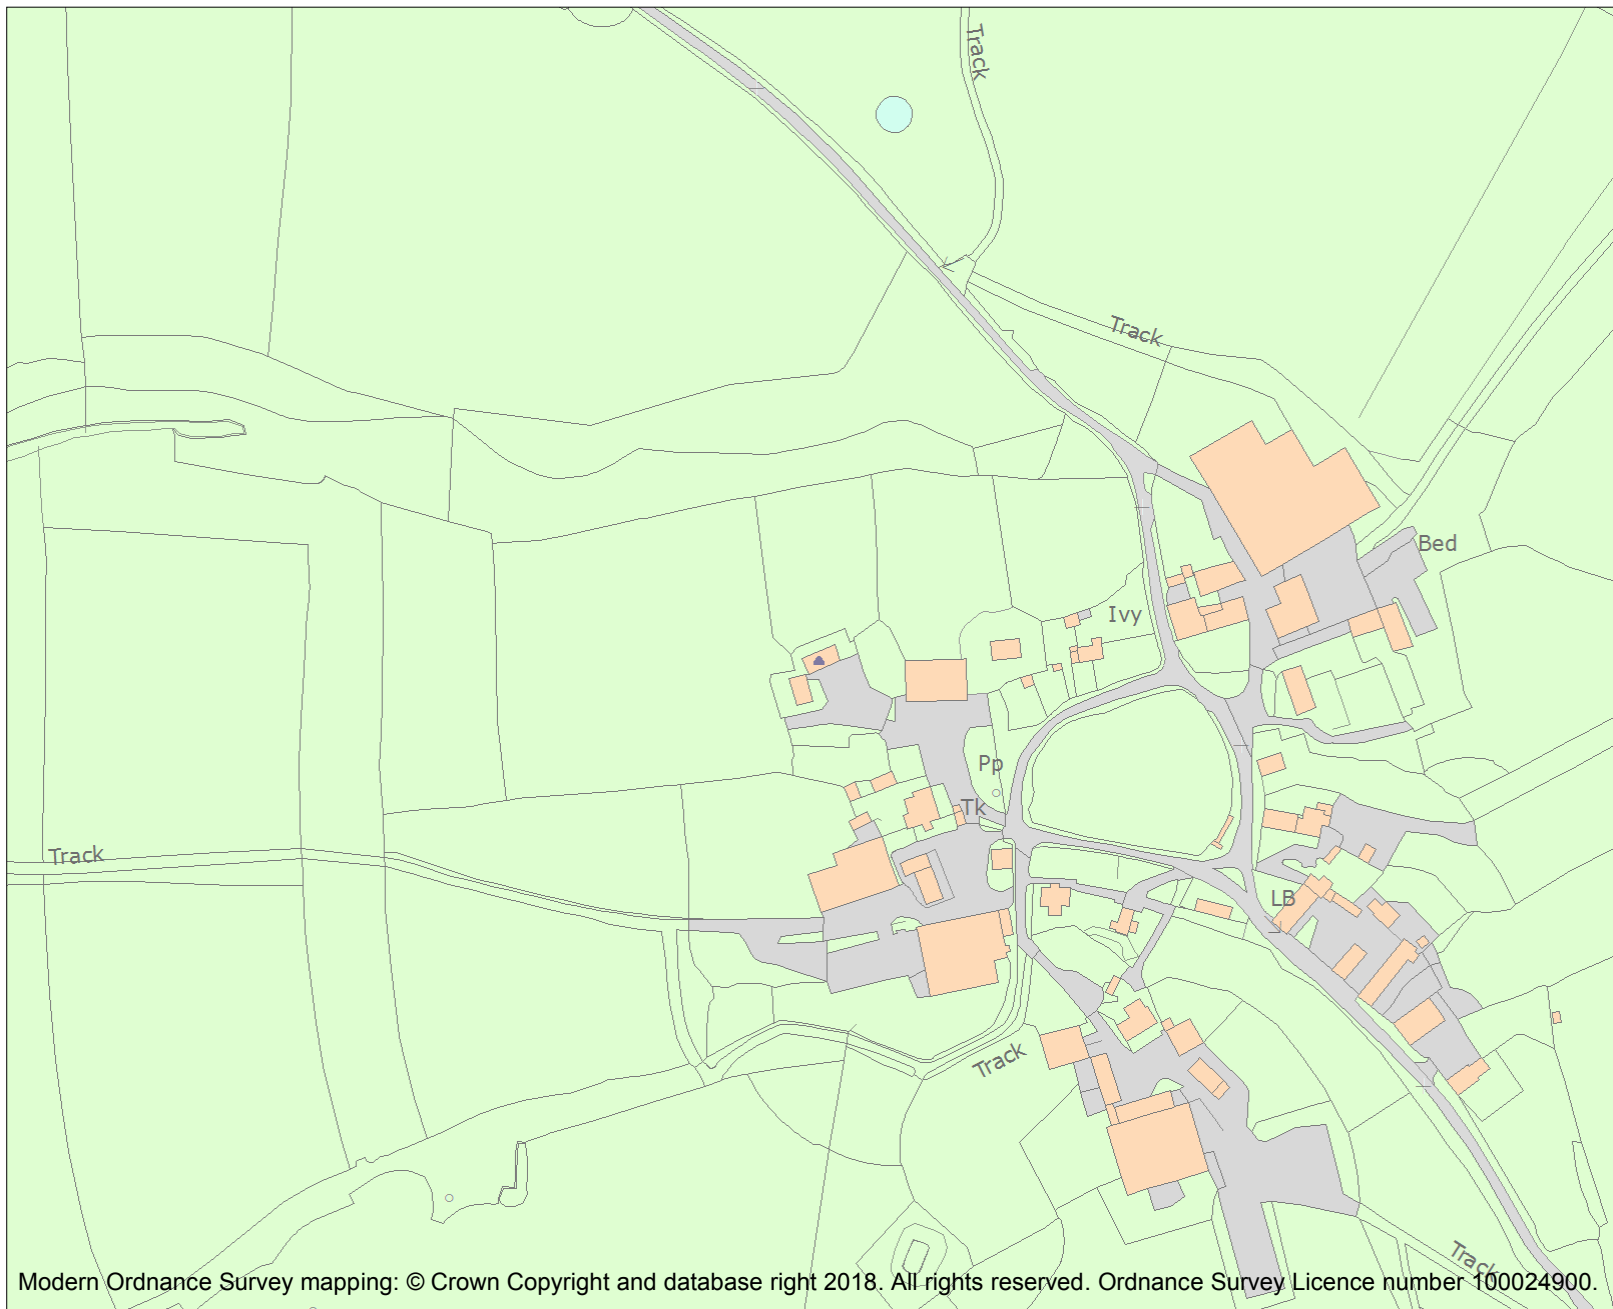 Track
Track
Bed
Ivy
Pp
Tk
Track
LB
Track
Track
Modern Ordnance Survey mapping: © Crown Copyright and database right 2018. All rights reserved. Ordnance Survey Licence number 100024900.